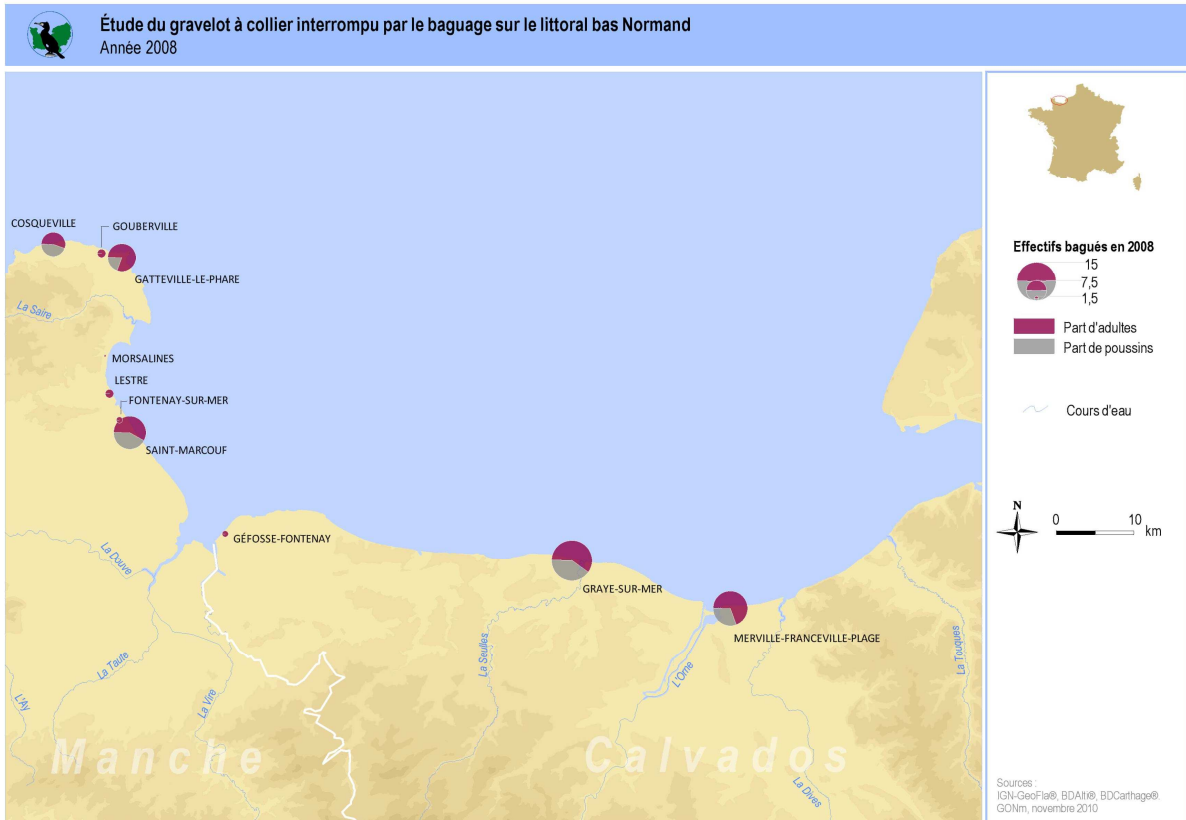 Étude du gravelot à collier interrompu par le baguage sur le littoral bas Normand
Année 2008
COSQUEVILLE
GOUBERVILLE
GATTEVILLE-LE-PHARE
La Saire
MORSALINES
LESTRE
FONTENAY-SUR-MER
SAINT-MARCOUF
GÉFOSSE-FONTENAY
GRAYE-SUR-MER
MERVILLE-FRANCEVILLE-PLAGE
La Douve
La Taute
L'Ay
La Vire
La Seulles
L'Orne
La Touques
La Dives
Manche
Calvados
Effectifs bagués en 2008
15
7,5
1,5
Part d'adultes
Part de poussins
Cours d'eau
N
0 10
km
Sources :
IGN-GeoFla®, BDAlti®, BDCarthage®.
GONm, novembre 2010